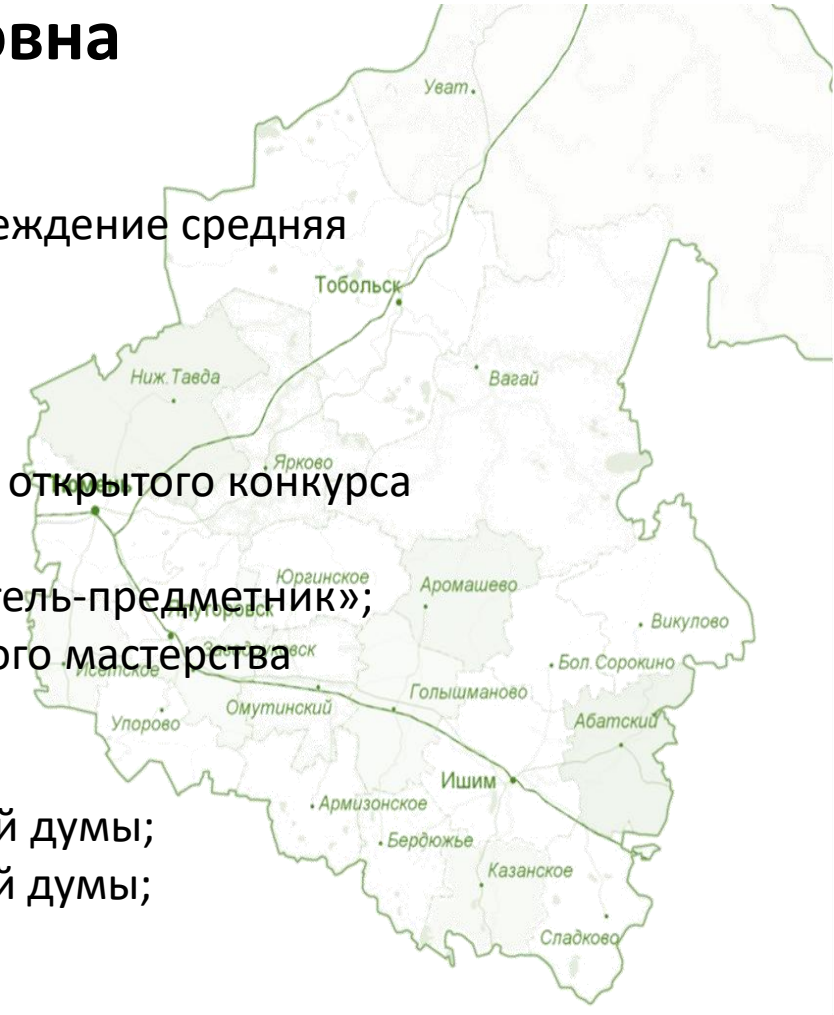 овна
Уват
еждение средняя
Тобольск
Ниж.Тавда
Вагай
Ярково
открытого конкурса
Юргинское
Аромашево
тель-предметник»;
Викулово
ого мастерства
Бол.Сорокино
Исетское
Голышманово
Омутинский
Упорово
Абатский
Ишим
Армизонское
й думы;
Бердюжье
Казанское
й думы;
Сладково